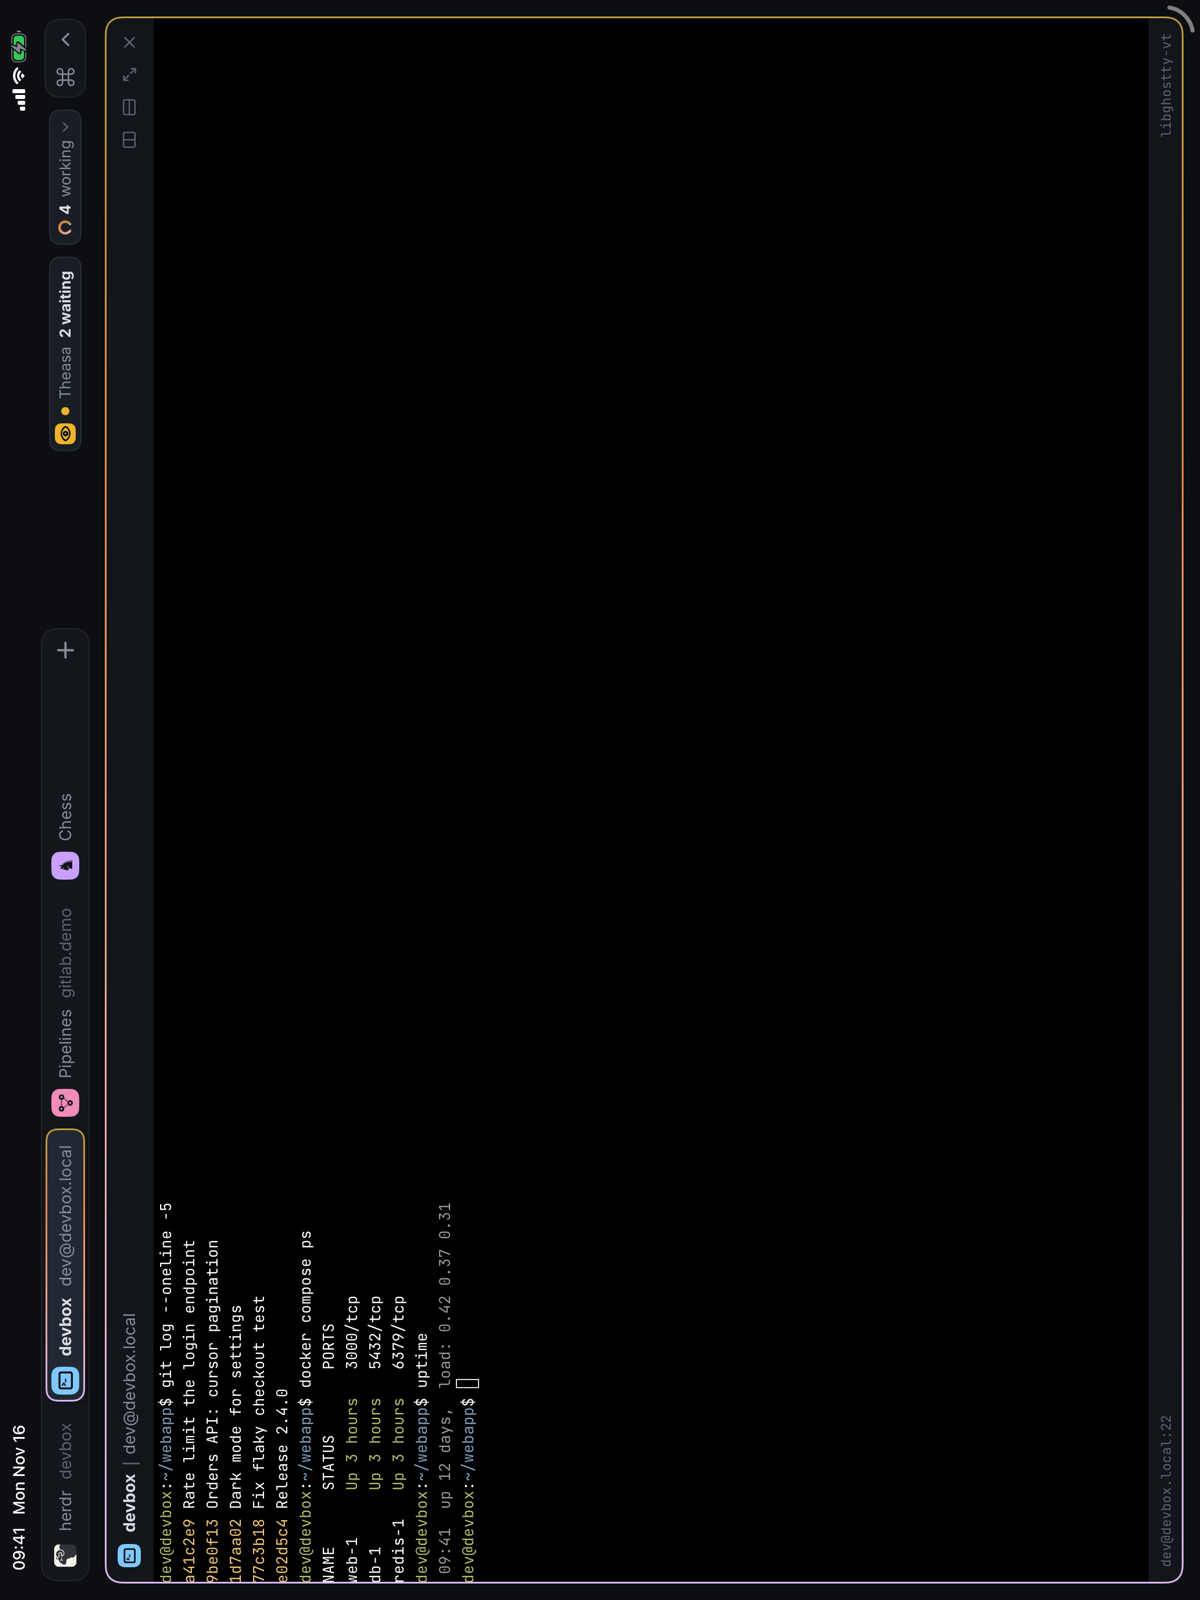 09:41 Mon Nov 16
herdr devbox
devbox dev@devbox.local
Pipelines gitlab.demo
Chess
Theasa 2 waiting
4 working
devbox | dev@devbox.local
dev@devbox:~/webapp$ git log --oneline -5
a41c2e9 Rate limit the login endpoint
9be0f13 Orders API: cursor pagination
1d7aa02 Dark mode for settings
77c3b18 Fix flaky checkout test
e02d5c4 Release 2.4.0
dev@devbox:~/webapp$ docker compose ps
NAME STATUS PORTS
web-1 Up 3 hours 3000/tcp
db-1 Up 3 hours 5432/tcp
redis-1 Up 3 hours 6379/tcp
dev@devbox:~/webapp$ uptime
09:41 up 12 days, load: 0.42 0.37 0.31
dev@devbox:~/webapp$
dev@devbox.local:22
libghostty-vt